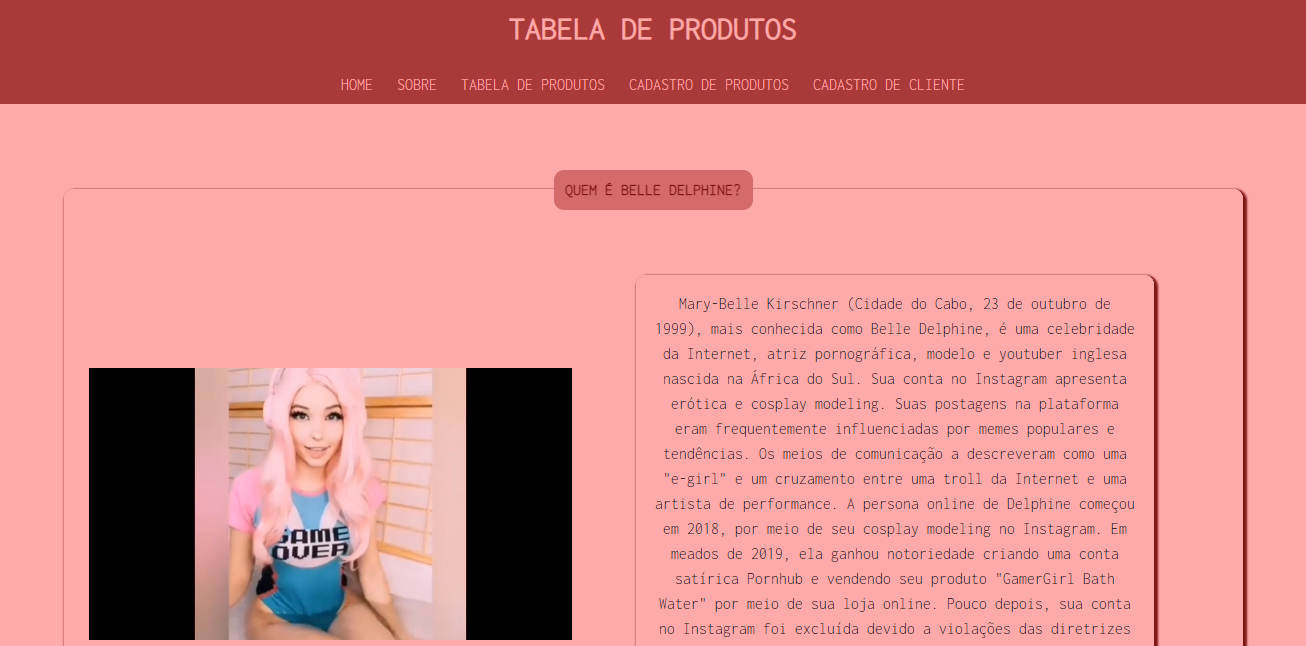 TABELA DE PRODUTOS
HOME SOBRE TABELA DE PRODUTOS CADASTRO DE PRODUTOS CADASTRO DE CLIENTE
QUEM É BELLE DELPHINE?
Mary-Belle Kirschner (Cidade do Cabo, 23 de outubro de
1999), mais conhecida como Belle Delphine, é uma celebridade
da Internet, atriz pornográfica, modelo e youtuber inglesa
nascida na África do Sul. Sua conta no Instagram apresenta
erótica e cosplay modeling. Suas postagens na plataforma
eram frequentemente influenciadas por memes populares e
tendências. Os meios de comunicação a descreveram como uma
"e-girl" e um cruzamento entre uma troll da Internet e uma
artista de performance. A persona online de Delphine começou
em 2018, por meio de seu cosplay modeling no Instagram. Em
meados de 2019, ela ganhou notoriedade criando uma conta
satírica Pornhub e vendendo seu produto "GamerGirl Bath
Water" por meio de sua loja online. Pouco depois, sua conta
no Instagram foi excluída devido a violações das diretrizes
GAME
OVER